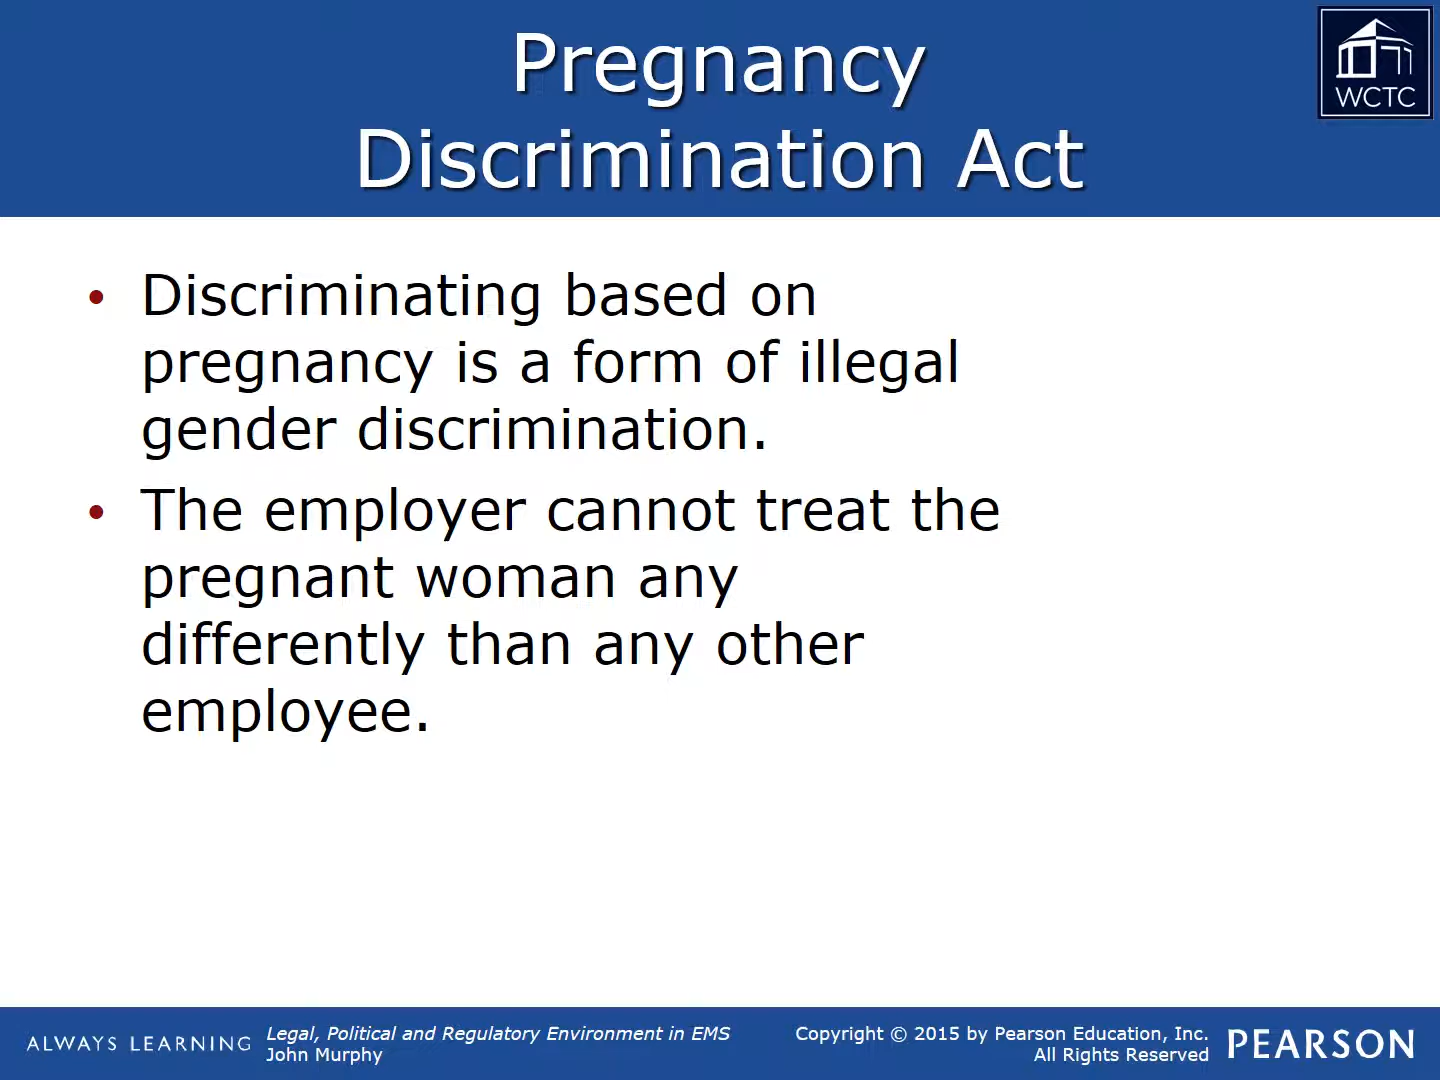 Pregnancy
Discrimination Act
WCTC
• Discriminating based on
pregnancy is a form of illegal
gender discrimination.
• The employer cannot treat the
pregnant woman any
differently than any other
employee.
ALWAYS LEARNING
Legal, Political and Regulatory Environment in EMS
John Murphy
Copyright © 2015 by Pearson Education, Inc.
All Rights Reserved
PEARSON